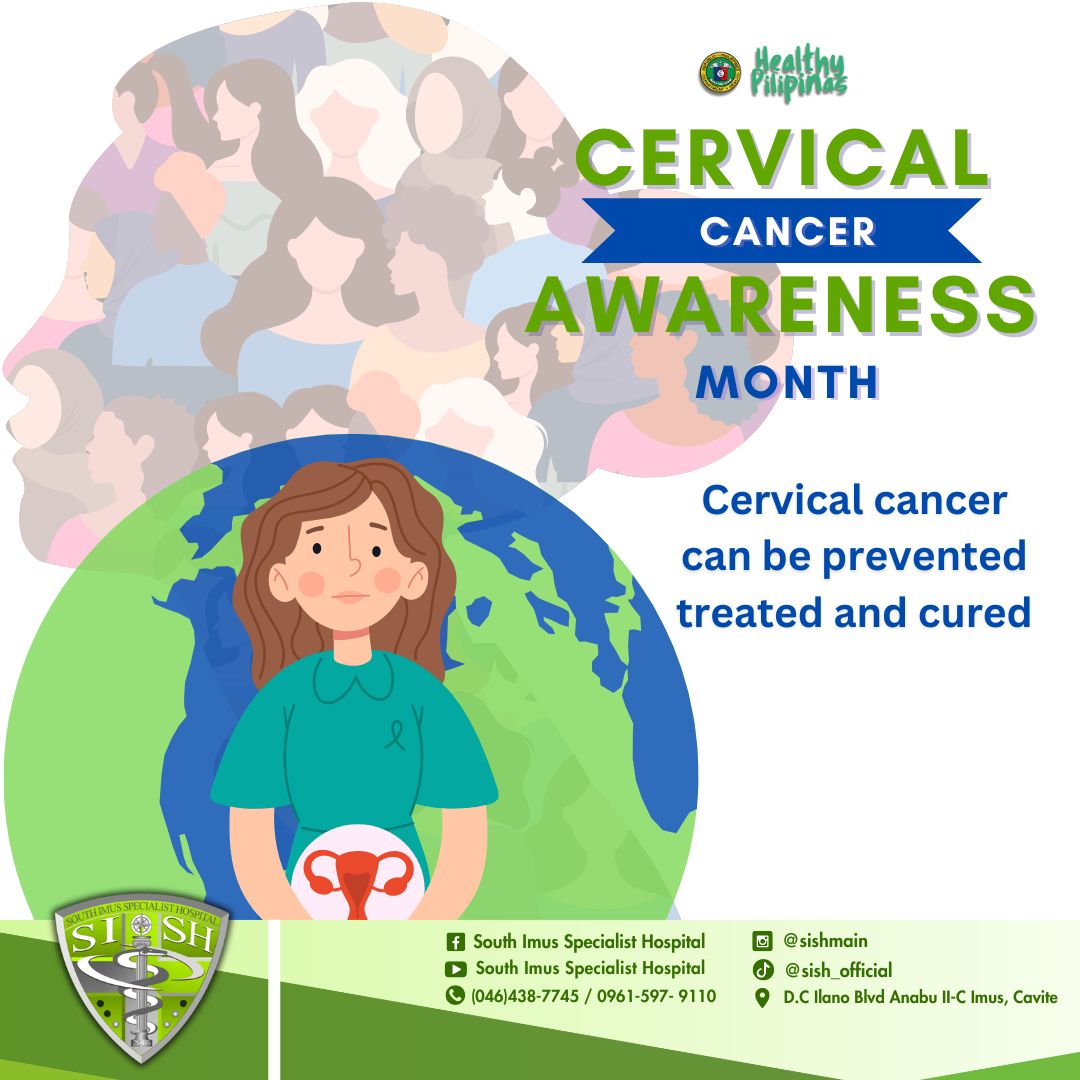 Healthy
Pilipinas
CERVICAL
CANCER
AWARENESS
MONTH
Cervical cancer
can be prevented
treated and cured
SOUTH IMUS SPECIALIST HOSPITAL
SISH
South Imus Specialist Hospital
South Imus Specialist Hospital
(046)438-7745 / 0961-597- 9110
@sishmain
@sish_official
D.C Ilano Blvd Anabu II-C Imus, Cavite